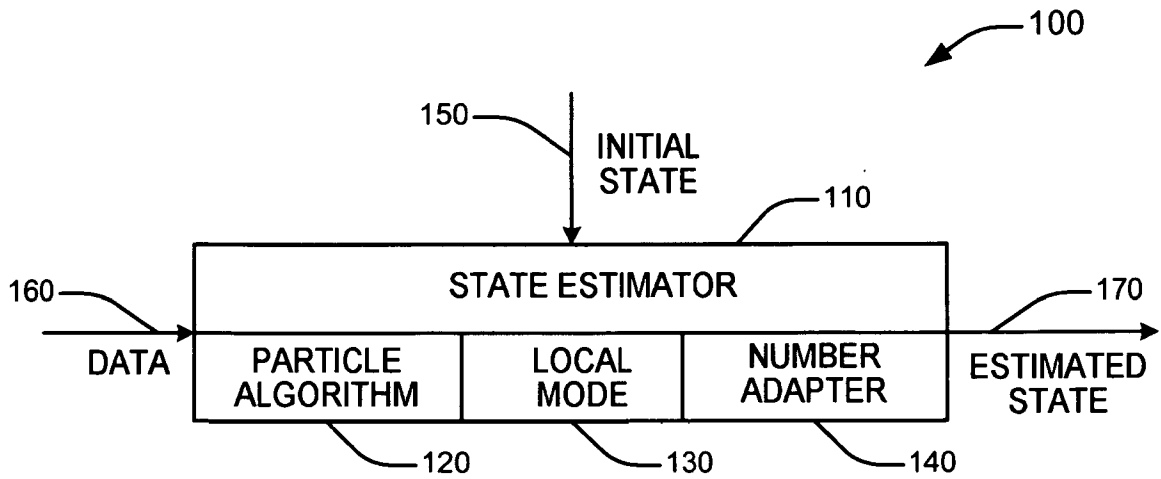 100
150
INITIAL
STATE
110
STATE ESTIMATOR
160
170
DATA
PARTICLE
ALGORITHM
LOCAL
MODE
NUMBER
ADAPTER
ESTIMATED
STATE
120
130
140